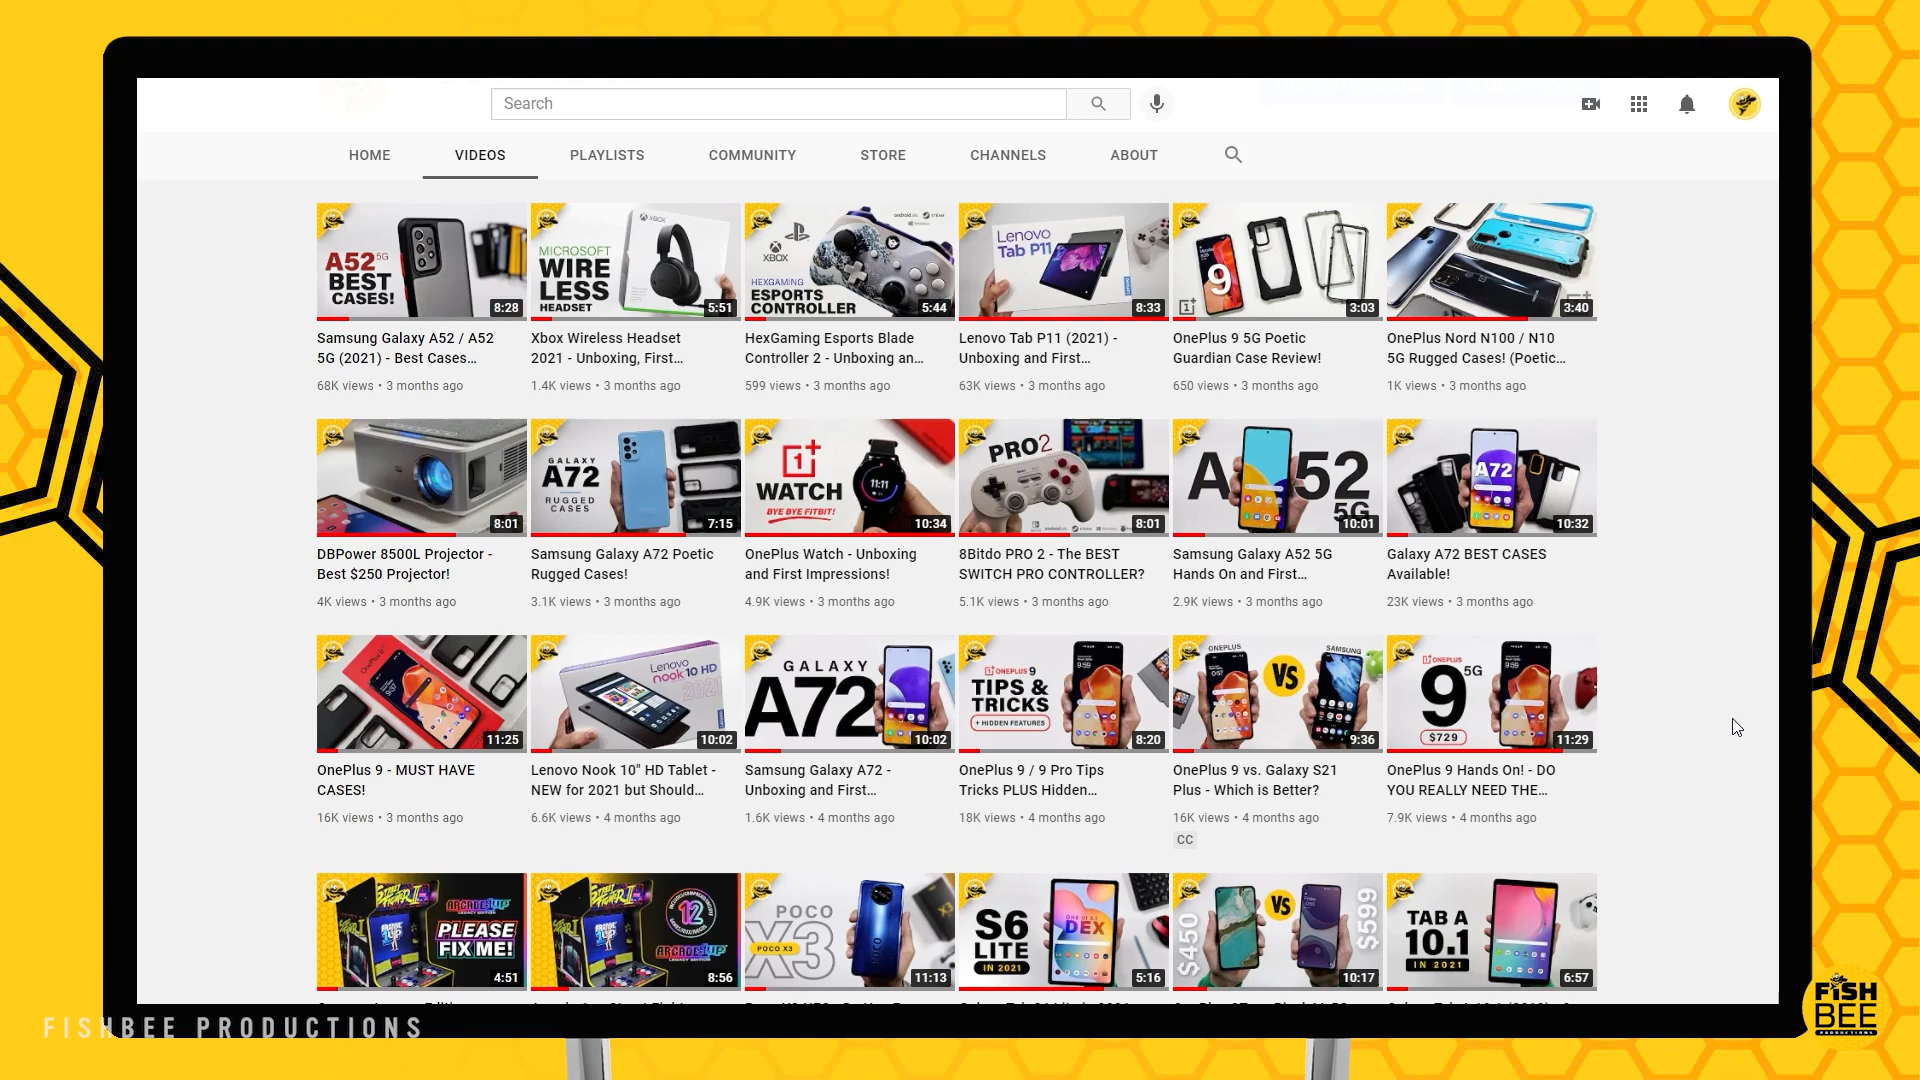 Search
HOME
VIDEOS
PLAYLISTS
COMMUNITY
STORE
CHANNELS
ABOUT
A52 5G
BEST
CASES!
8:28
XBOX
MICROSOFT
WIRE
LESS
HEADSET
5:51
XBOX
HEXGAMING
ESPORTS
CONTROLLER
5:44
Lenovo
Tab P11
8:33
9
3:03
3:40
Samsung Galaxy A52 / A52
5G (2021) - Best Cases...
68K views • 3 months ago
Xbox Wireless Headset
2021 - Unboxing, First...
1.4K views • 3 months ago
HexGaming Esports Blade
Controller 2 - Unboxing an...
599 views • 3 months ago
Lenovo Tab P11 (2021) -
Unboxing and First...
63K views • 3 months ago
OnePlus 9 5G Poetic
Guardian Case Review!
650 views • 3 months ago
OnePlus Nord N100 / N10
5G Rugged Cases! (Poetic...
1K views • 3 months ago
8:01
GALAXY
A72
RUGGED
CASES
7:15
WATCH
BYE BYE FITBIT!
11:11
10:34
PRO2
8:01
A 52
5G
10:01
A72
10:32
DBPower 8500L Projector -
Best $250 Projector!
4K views • 3 months ago
Samsung Galaxy A72 Poetic
Rugged Cases!
3.1K views • 3 months ago
OnePlus Watch - Unboxing
and First Impressions!
4.9K views • 3 months ago
8Bitdo PRO 2 - The BEST
SWITCH PRO CONTROLLER?
5.1K views • 3 months ago
Samsung Galaxy A52 5G
Hands On and First...
2.9K views • 3 months ago
Galaxy A72 BEST CASES
Available!
23K views • 3 months ago
11:25
Lenovo
nook 10 HD
2021
10:02
GALAXY
A72
10:02
ONEPLUS 9
TIPS &
TRICKS
+ HIDDEN FEATURES
8:20
ONEPLUS
VS
SAMSUNG
9:36
ONEPLUS
9 5G
$729
11:29
OnePlus 9 - MUST HAVE
CASES!
16K views • 3 months ago
Lenovo Nook 10" HD Tablet -
NEW for 2021 but Should...
6.6K views • 4 months ago
Samsung Galaxy A72 -
Unboxing and First...
1.6K views • 4 months ago
OnePlus 9 / 9 Pro Tips
Tricks PLUS Hidden...
18K views • 4 months ago
OnePlus 9 vs. Galaxy S21
Plus - Which is Better?
16K views • 4 months ago
CC
OnePlus 9 Hands On! - DO
YOU REALLY NEED THE...
7.9K views • 4 months ago
ARCADE1UP
PLEASE
FIX ME!
4:51
12
ARCADE1UP
8:56
POCO
X3
POCO X3
11:13
S6
LITE
IN 2021
DEX
5:16
$450
VS
$599
10:17
TAB A
10.1
IN 2021
6:57
FISHBEE PRODUCTIONS
FISH
BEE
PRODUCTIONS